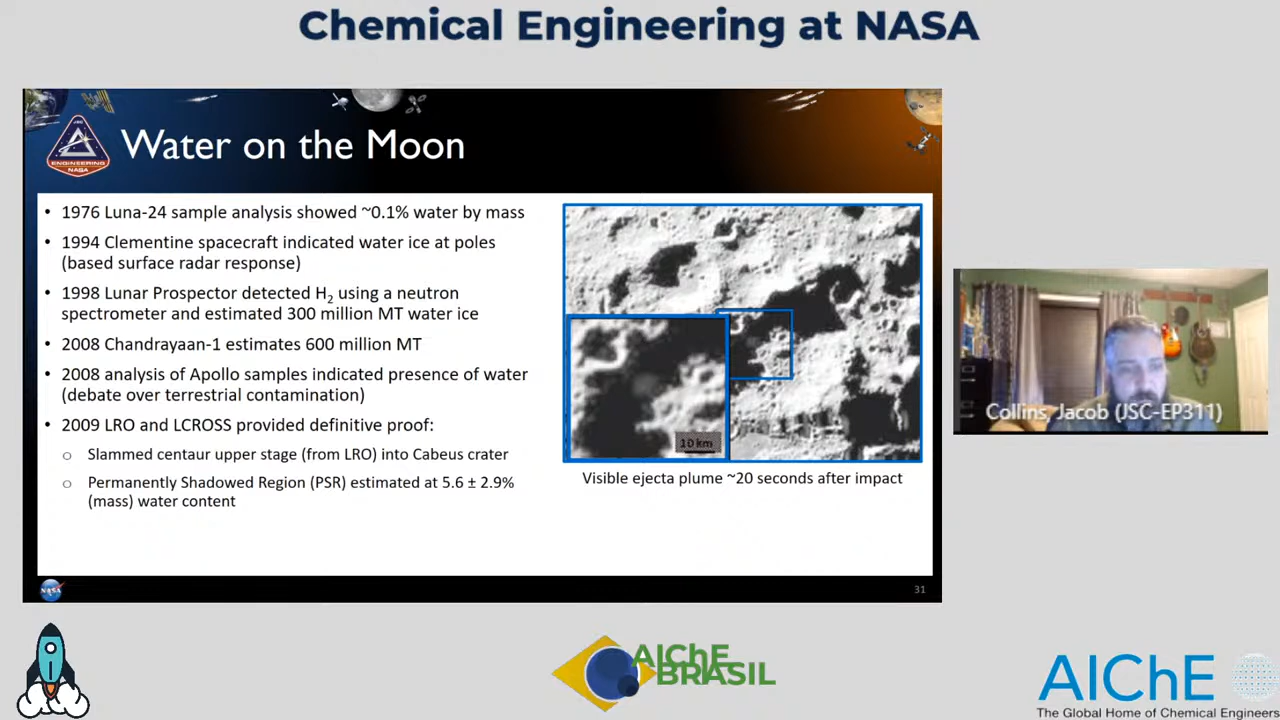 Chemical Engineering at NASA
JSC
ENGINEERING
NASA
Water on the Moon
• 1976 Luna-24 sample analysis showed ~0.1% water by mass
• 1994 Clementine spacecraft indicated water ice at poles
(based surface radar response)
• 1998 Lunar Prospector detected H₂ using a neutron
spectrometer and estimated 300 million MT water ice
• 2008 Chandrayaan-1 estimates 600 million MT
• 2008 analysis of Apollo samples indicated presence of water
(debate over terrestrial contamination)
• 2009 LRO and LCROSS provided definitive proof:
o Slammed centaur upper stage (from LRO) into Cabeus crater
o Permanently Shadowed Region (PSR) estimated at 5.6 ± 2.9%
(mass) water content
10 km
Visible ejecta plume ~20 seconds after impact
NASA
31
Collins, Jacob (JSC-EP311)
AIChE
BRASIL
AIChE
The Global Home of Chemical Engineers